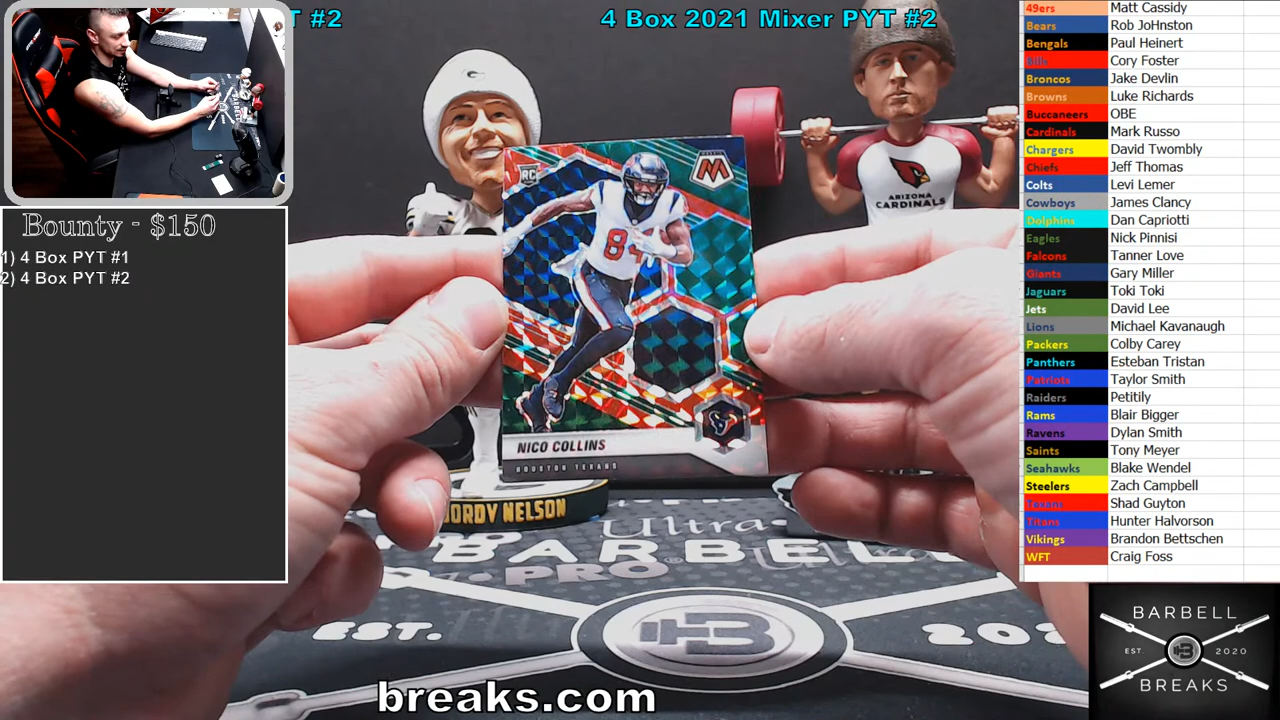 T #2
4 Box 2021 Mixer PYT #2
Bounty - $150
1) 4 Box PYT #1
2) 4 Box PYT #2
RC
M
84
NICO COLLINS
HOUSTON TEXANS
G
ARIZONA
CARDINALS
JORDY NELSON
Ultra
BARBEL
PRO
EST.
202
B
breaks.com
49ers Matt Cassidy
Bears Rob JoHnston
Bengals Paul Heinert
Bills Cory Foster
Broncos Jake Devlin
Browns Luke Richards
Buccaneers OBE
Cardinals Mark Russo
Chargers David Twombly
Chiefs Jeff Thomas
Colts Levi Lemer
Cowboys James Clancy
Dolphins Dan Capriotti
Eagles Nick Pinnisi
Falcons Tanner Love
Giants Gary Miller
Jaguars Toki Toki
Jets David Lee
Lions Michael Kavanaugh
Packers Colby Carey
Panthers Esteban Tristan
Patriots Taylor Smith
Raiders Petitily
Rams Blair Bigger
Ravens Dylan Smith
Saints Tony Meyer
Seahawks Blake Wendel
Steelers Zach Campbell
Texans Shad Guyton
Titans Hunter Halvorson
Vikings Brandon Bettschen
WFT Craig Foss
BARBELL
EST. B 2020
BREAKS